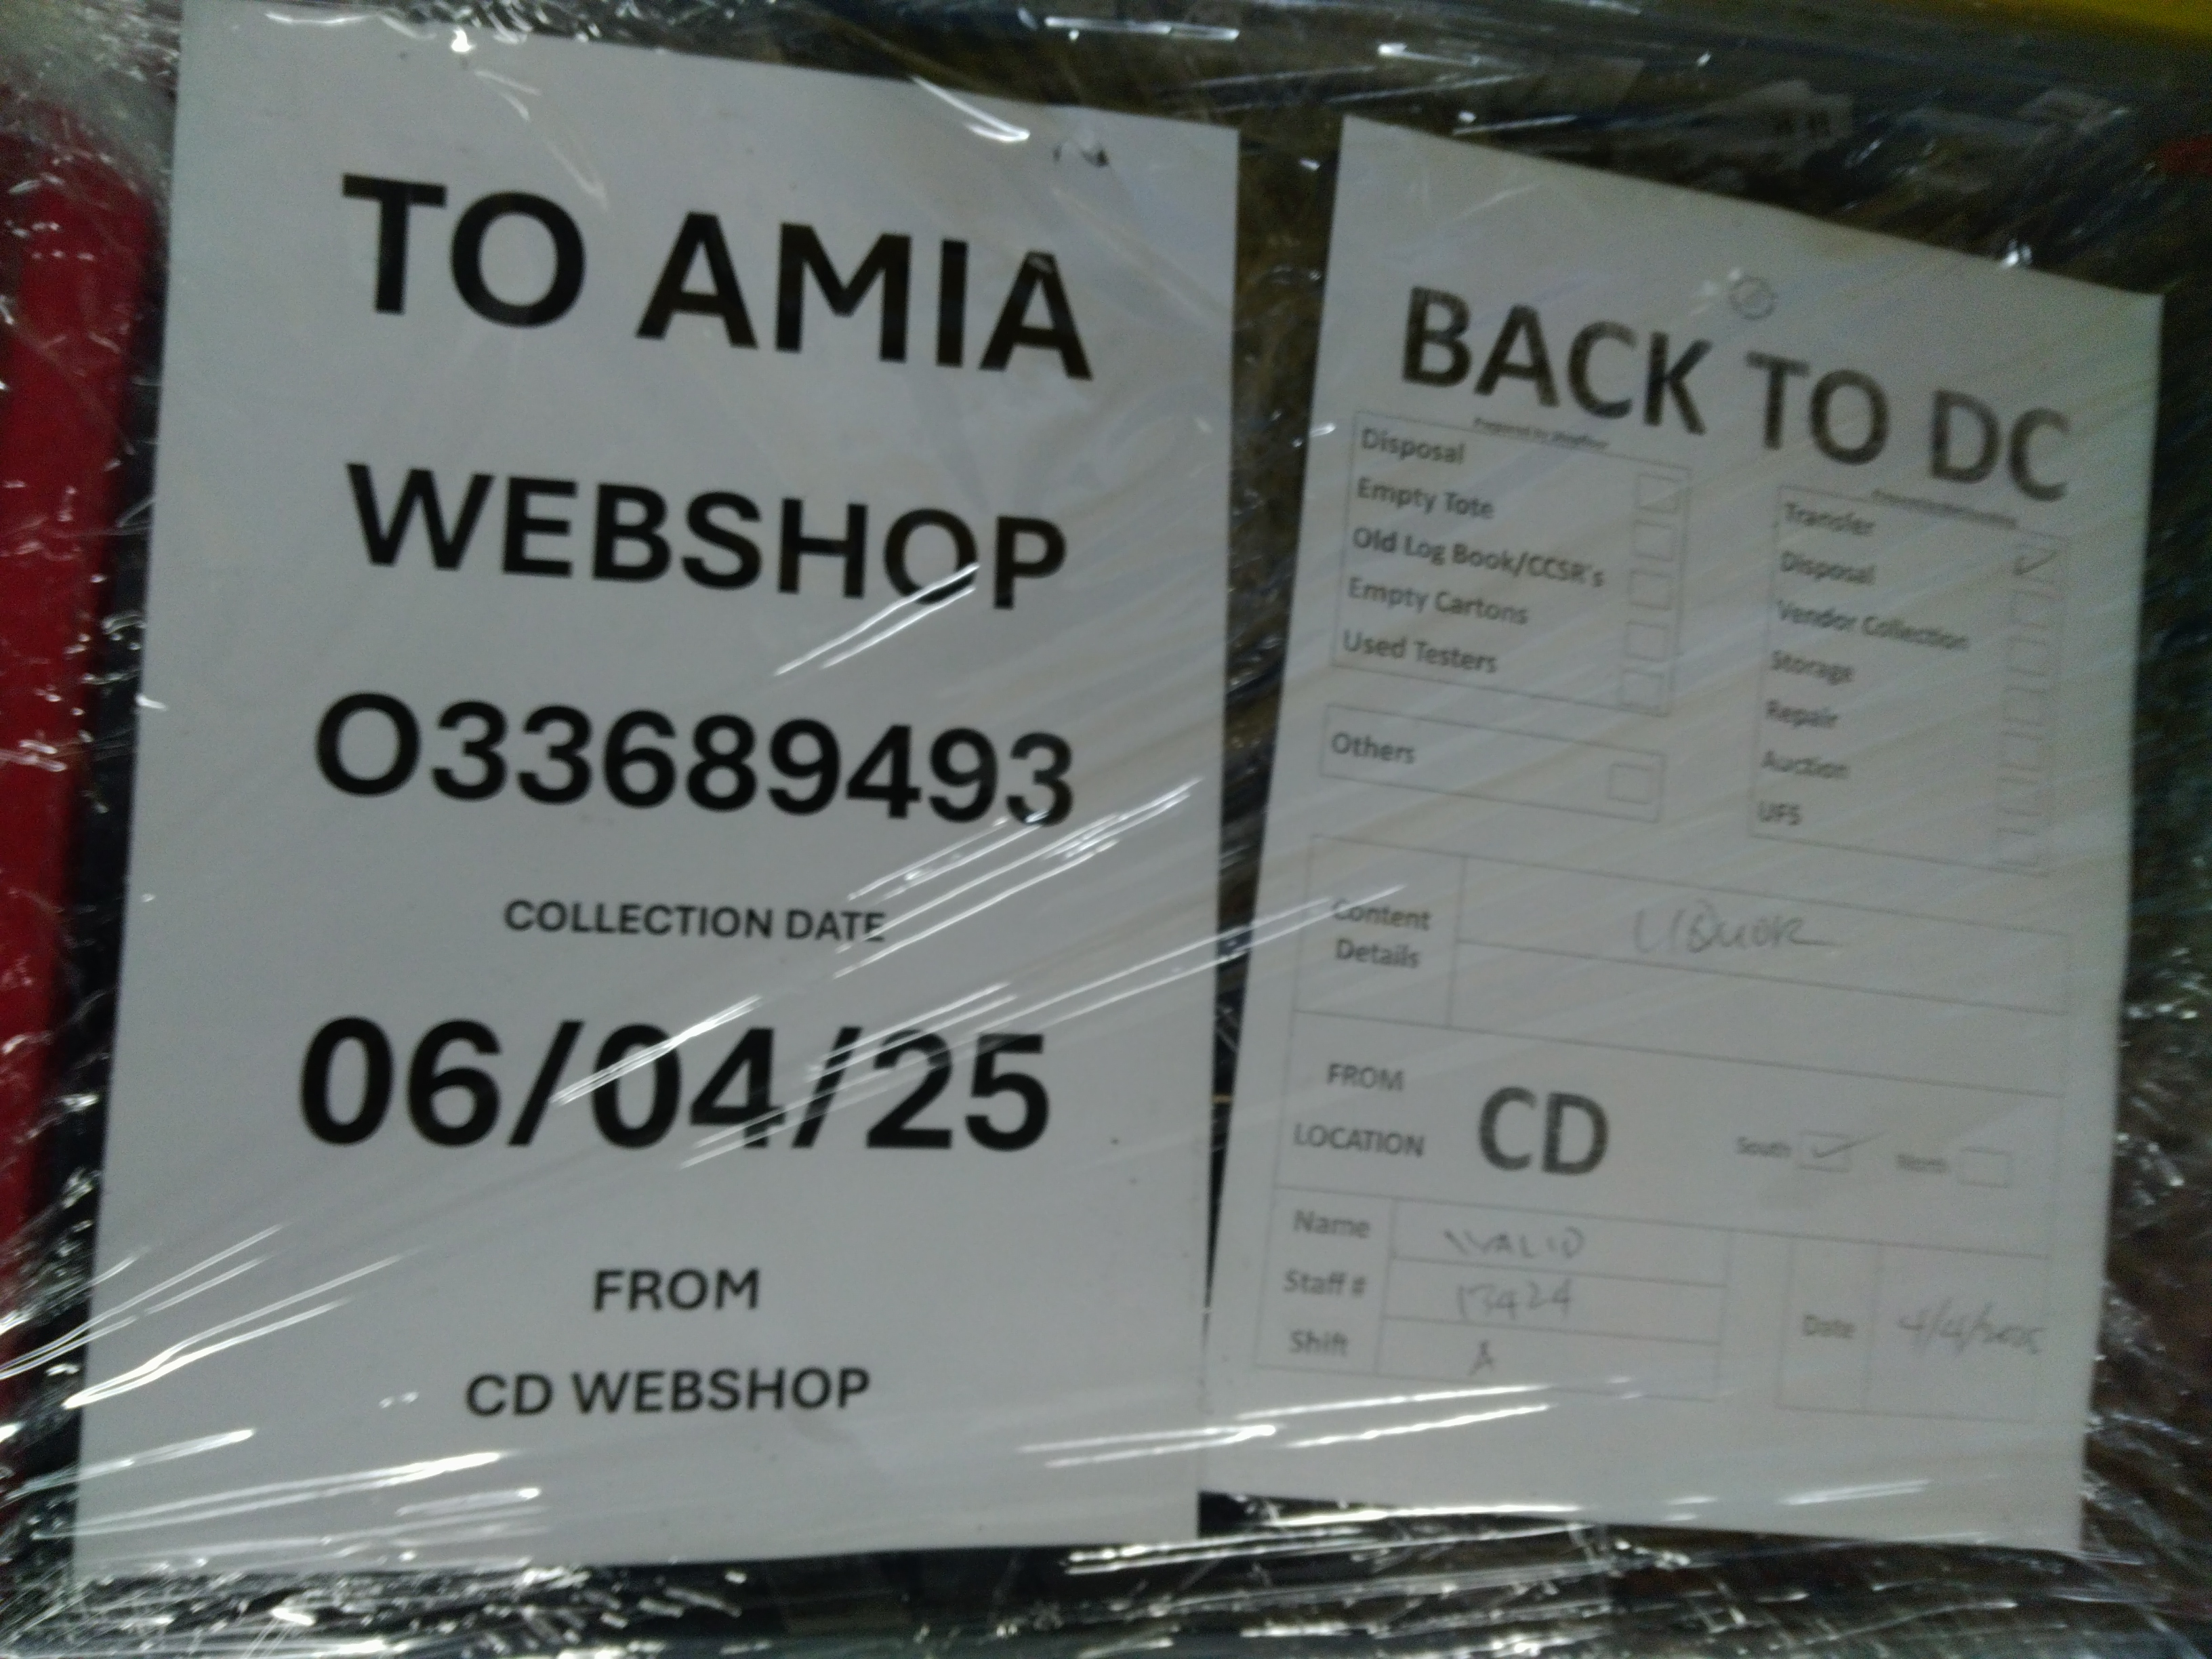 TO AMIA
WEBSHOP
O33689493
COLLECTION DATE
06/04/25
FROM
CD WEBSHOP
BACK TO DC
Disposal
Empty Tote
Old Log Book/CCSR's
Empty Cartons
Used Testers
Others
Transfer
Disposal
Vendor Collection
Storage
Repair
Auction
UFS
Content
Details
LIQUOR
FROM
LOCATION
CD
South
North
Name
Staff #
13424
Shift
A
Date
4/4/2025